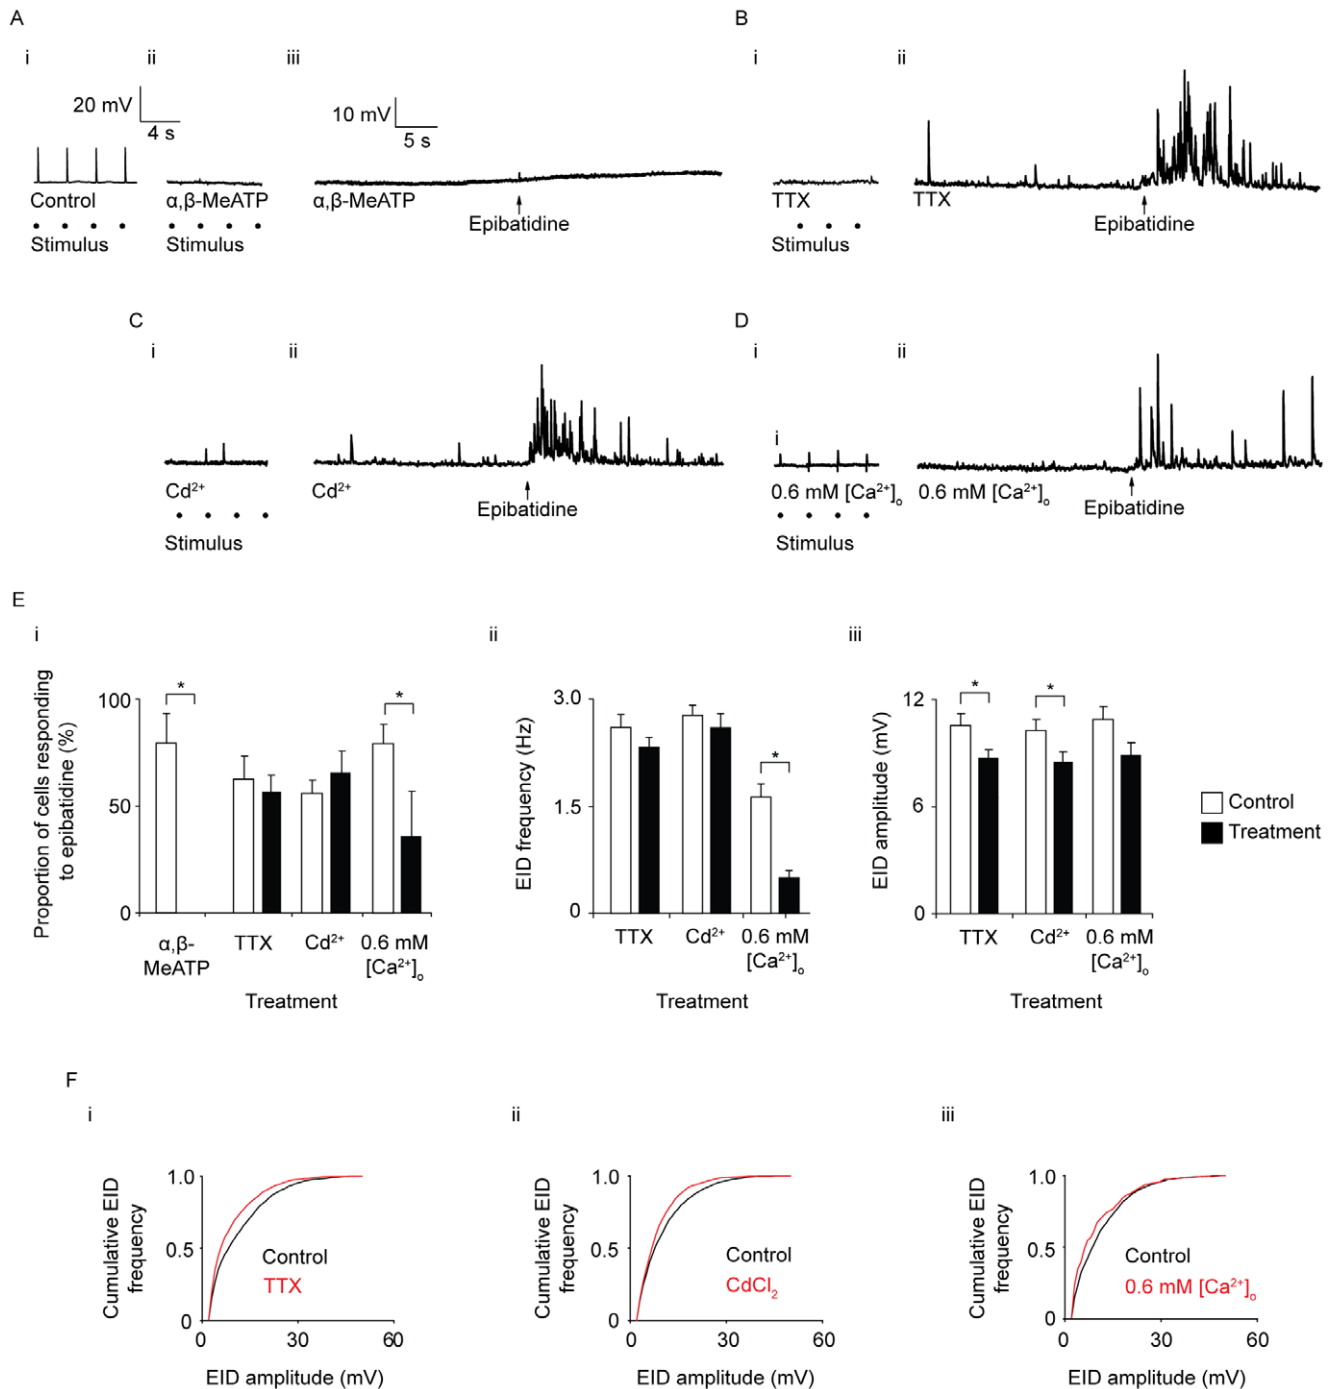 A
B
i
ii
iii
i
ii
20 mV
4 s
10 mV
5 s
Control
α,β-MeATP
α,β-MeATP
TTX
TTX
Stimulus
Stimulus
Epibatidine
Stimulus
Epibatidine
C
D
i
ii
i
ii
i
Cd²⁺
Cd²⁺
0.6 mM [Ca²⁺]ₒ
0.6 mM [Ca²⁺]ₒ
Epibatidine
Epibatidine
Stimulus
Stimulus
E
i
ii
iii
Proportion of cells responding
to epibatidine (%)
100
50
0
*
*
α,β-
MeATP
TTX
Cd²⁺
0.6 mM
[Ca²⁺]ₒ
Treatment
EID frequency (Hz)
3.0
1.5
0
*
TTX
Cd²⁺
0.6 mM
[Ca²⁺]ₒ
Treatment
EID amplitude (mV)
12
6
0
*
*
TTX
Cd²⁺
0.6 mM
[Ca²⁺]ₒ
Treatment
Control
Treatment
F
i
ii
iii
Cumulative EID
frequency
1.0
0.5
0
Control
TTX
0
30
60
EID amplitude (mV)
Cumulative EID
frequency
1.0
0.5
0
Control
CdCl₂
0
30
60
EID amplitude (mV)
Cumulative EID
frequency
1.0
0.5
0
Control
0.6 mM [Ca²⁺]ₒ
0
30
60
EID amplitude (mV)